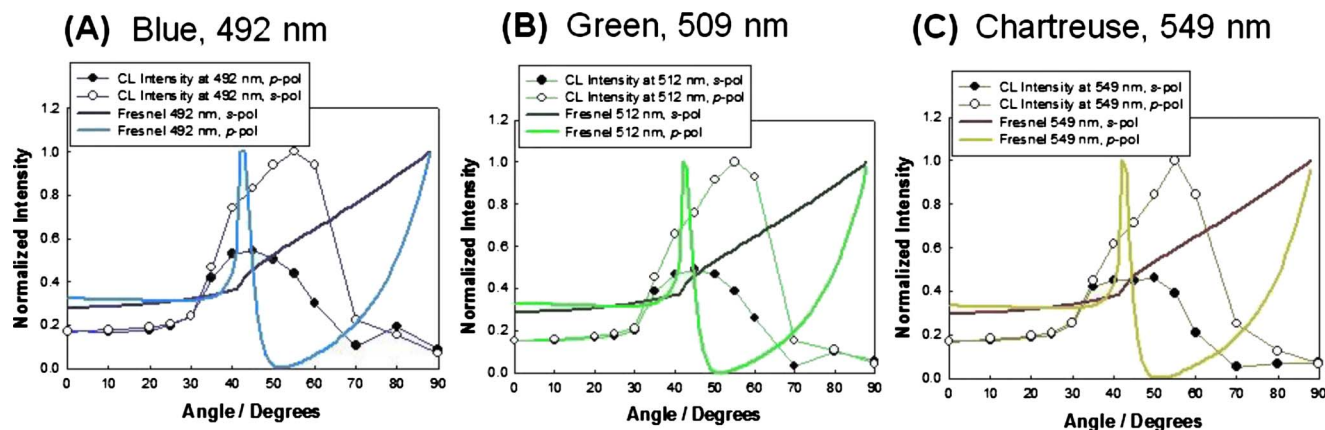 (A) Blue, 492 nm
CL Intensity at 492 nm, p-pol
CL Intensity at 492 nm, s-pol
Fresnel 492 nm, s-pol
Fresnel 492 nm, p-pol
Normalized Intensity
1.2
1.0
0.8
0.6
0.4
0.2
0.0
0 10 20 30 40 50 60 70 80 90
Angle / Degrees
(B) Green, 509 nm
CL Intensity at 512 nm, s-pol
CL Intensity at 512 nm, p-pol
Fresnel 512 nm, s-pol
Fresnel 512 nm, p-pol
Normalized Intensity
1.2
1.0
0.8
0.6
0.4
0.2
0.0
0 10 20 30 40 50 60 70 80 90
Angle / Degrees
(C) Chartreuse, 549 nm
CL Intensity at 549 nm, s-pol
CL Intensity at 549 nm, p-pol
Fresnel 549 nm, s-pol
Fresnel 549 nm, p-pol
Normalized Intensity
1.2
1.0
0.8
0.6
0.4
0.2
0.0
0 10 20 30 40 50 60 70 80 90
Angle / Degrees